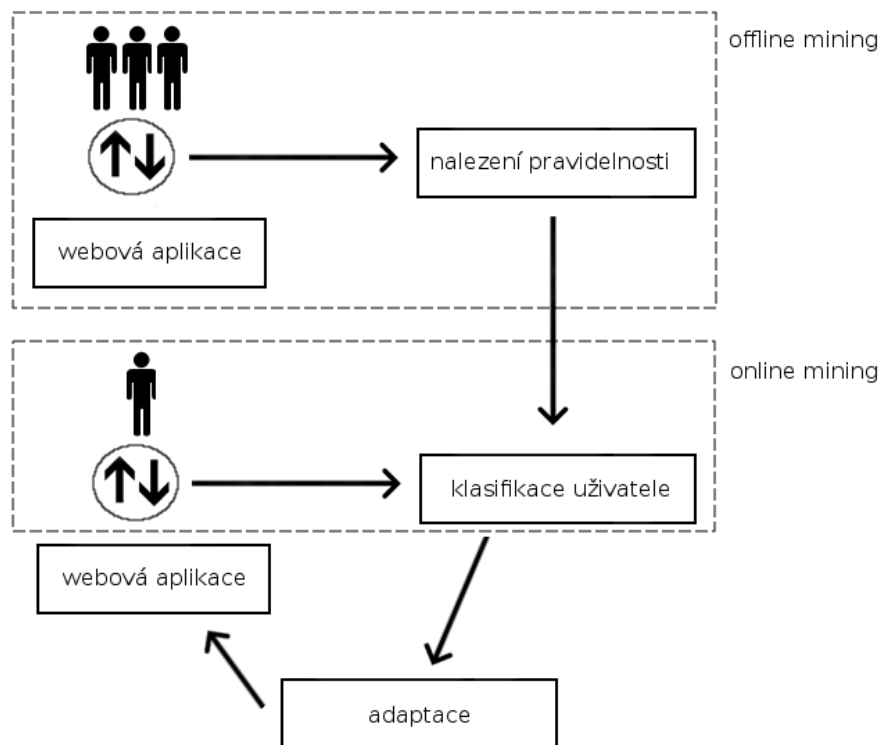 offline mining
nalezení pravidelnosti
webová aplikace
online mining
klasifikace uživatele
webová aplikace
adaptace